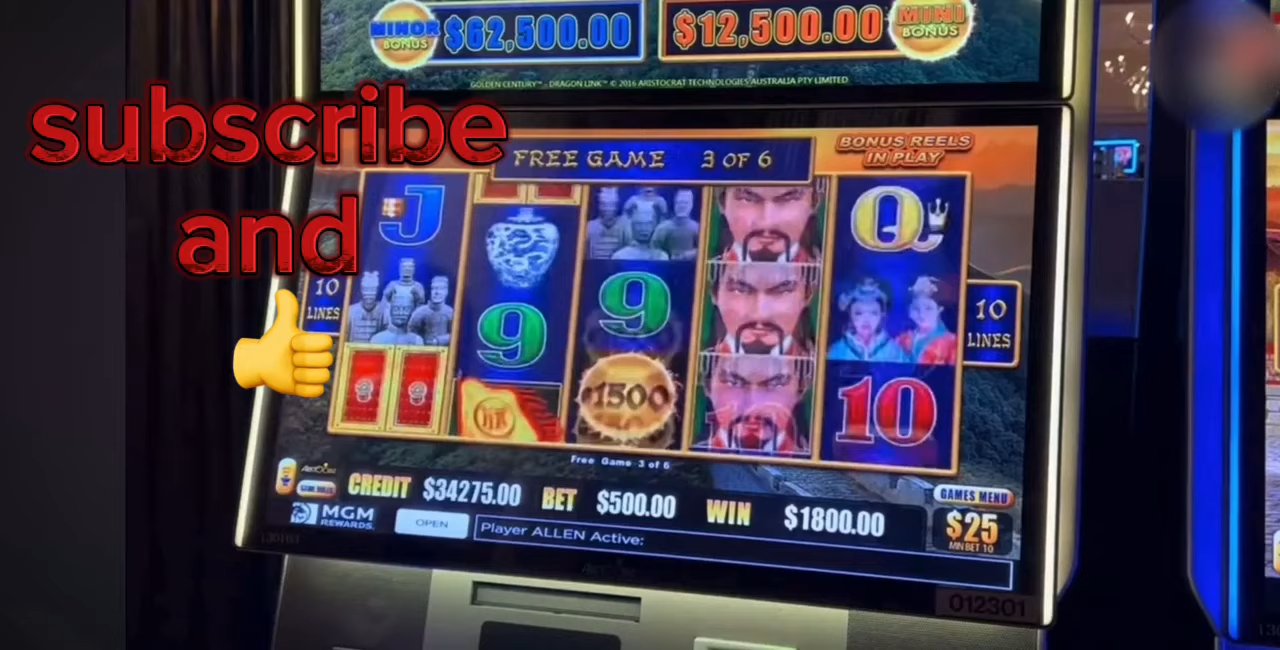 MINOR
BONUS
$62,500.00
$12,500.00
MINI
BONUS
GOLDEN CENTURY™ - DRAGON LINK™ © 2016 ARISTOCRAT TECHNOLOGIES AUSTRALIA PTY LIMITED
subscribe
and
FREE GAME 3 OF 6
BONUS REELS
IN PLAY
J
Q
10
LINES
9
9
10
LINES
1500
10
Free Game 3 of 6
CREDIT $34275.00 BET $500.00 WIN $1800.00
GAMES MENU
$25
MIN BET 10
MGM
REWARDS.
OPEN
Player ALLEN Active:
012301